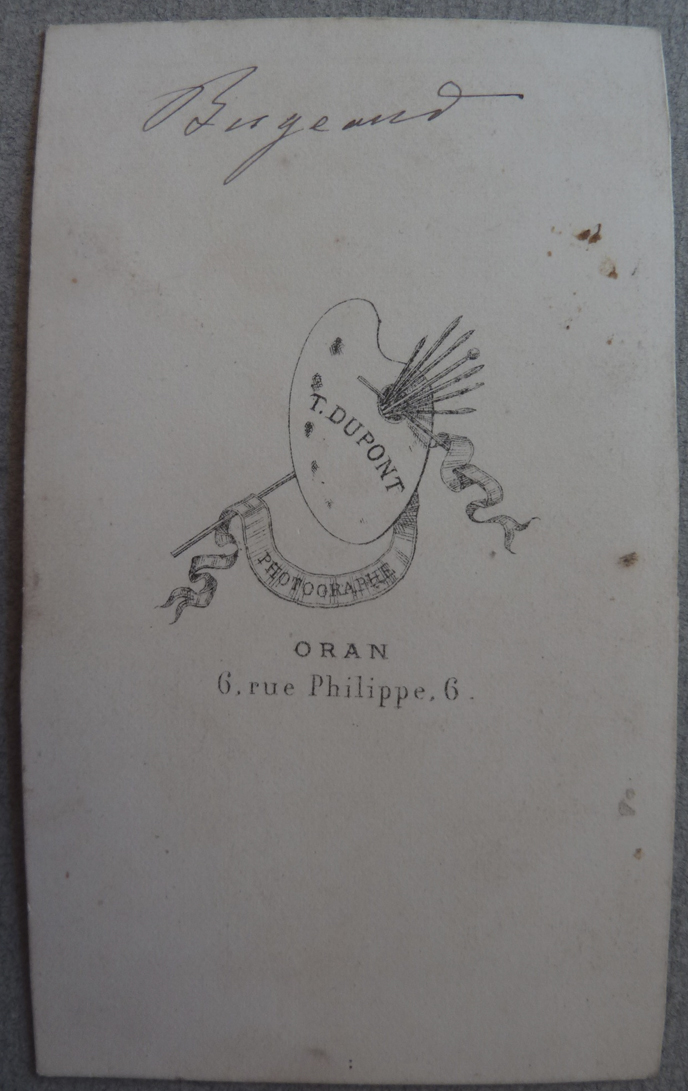 Bugeaud
T. DUPONT
PHOTOGRAPHE
ORAN
6, rue Philippe, 6.